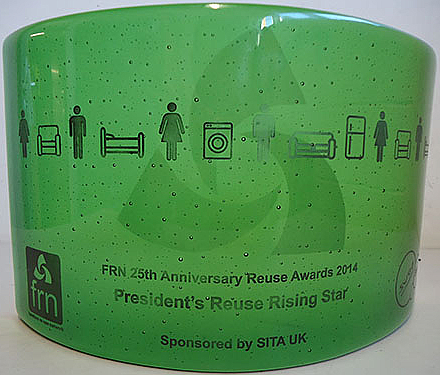 FRN 25th Anniversary Reuse Awards 2014
President's Reuse Rising Star
frn
Sponsored by SITA UK